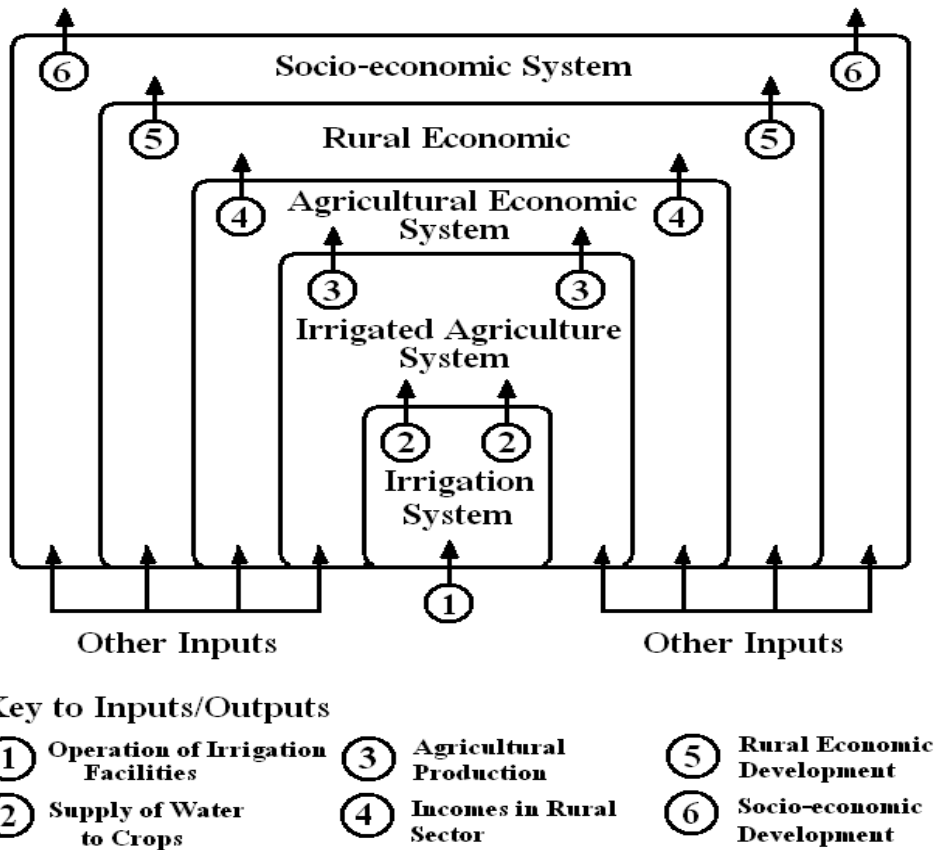 6 Socio-economic System 6
5 Rural Economic 5
4 Agricultural Economic 4
System
3 3
Irrigated Agriculture
System
2 2
Irrigation
System
1
Other Inputs Other Inputs
Key to Inputs/Outputs
1 Operation of Irrigation
Facilities
2 Supply of Water
to Crops
3 Agricultural
Production
4 Incomes in Rural
Sector
5 Rural Economic
Development
6 Socio-economic
Development